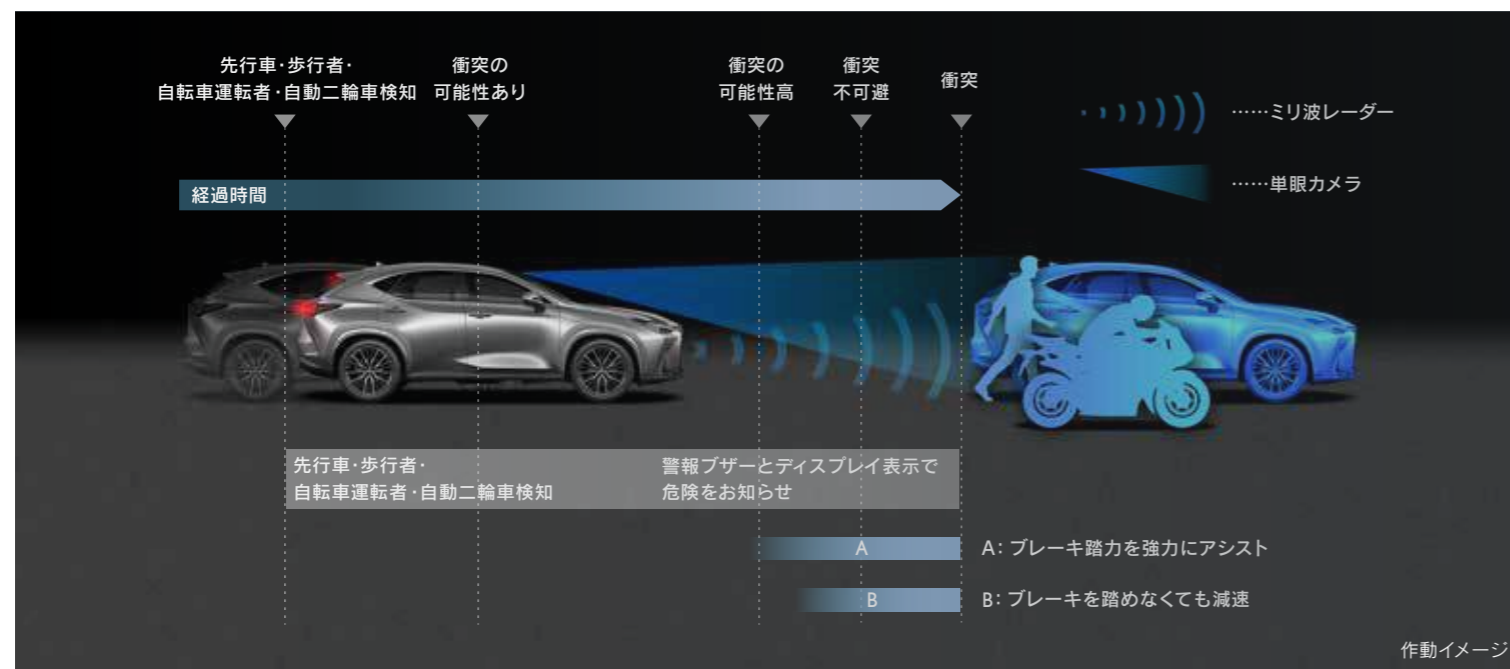 先行車・歩行者・
自転車運転者・自動二輪車検知
衝突の
可能性あり
衝突の
可能性高
衝突
不可避
衝突
……ミリ波レーダー
……単眼カメラ
経過時間
先行車・歩行者・
自転車運転者・自動二輪車検知
警報ブザーとディスプレイ表示で
危険をお知らせ
A
A：ブレーキ踏力を強力にアシスト
B
B：ブレーキを踏めなくても減速
作動イメージ